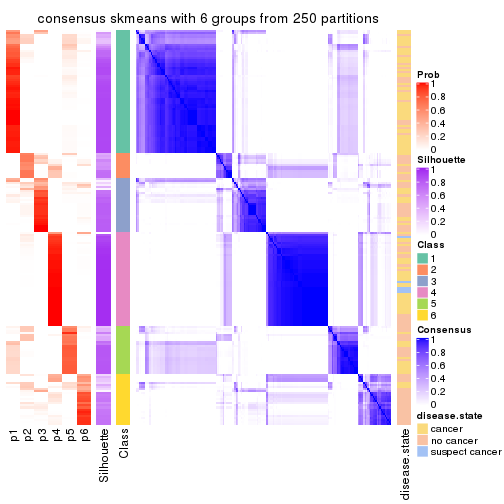 consensus skmeans with 6 groups from 250 partitions
Prob
1
0.8
0.6
0.4
0.2
0
Silhouette
1
0.8
0.6
0.4
0.2
0
Class
1
2
3
4
5
6
Consensus
1
0.8
0.6
0.4
0.2
0
disease.state
cancer
no cancer
suspect cancer
p1
p2
p3
p4
p5
p6
Silhouette
Class
disease.state